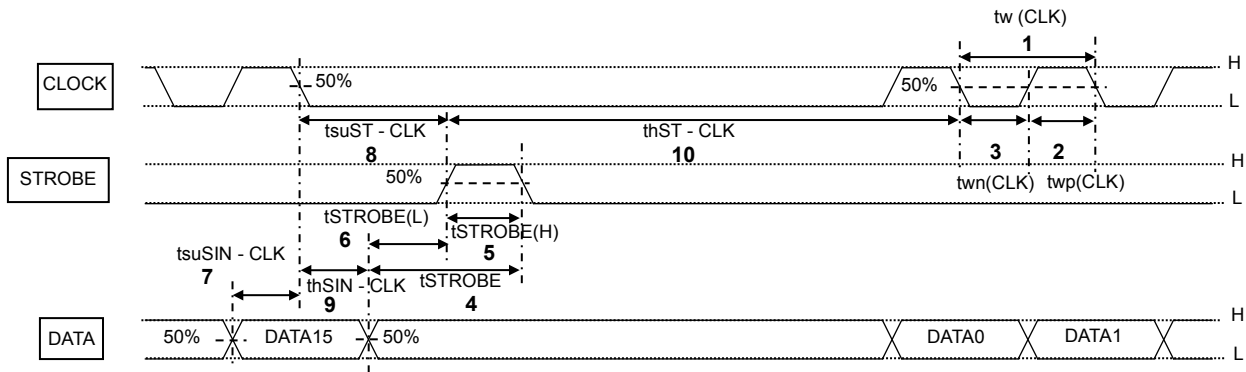 tw (CLK)
1
CLOCK
50%
50%
H
L
tsuST - CLK
8
thST - CLK
10
3
2
twn(CLK)
twp(CLK)
STROBE
50%
H
L
tSTROBE(L)
6
tSTROBE(H)
5
tsuSIN - CLK
7
thSIN - CLK
9
tSTROBE
4
DATA
50%
DATA15
50%
DATA0
DATA1
H
L